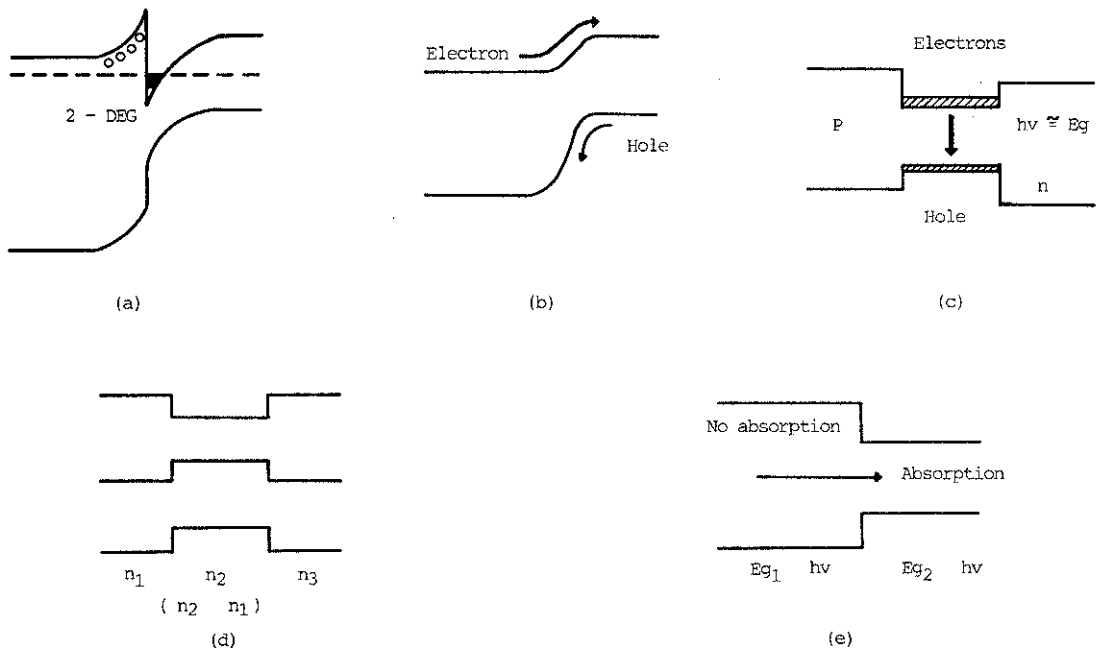 2 - DEG
(a)
Electron
Hole
(b)
Electrons
P
hν ≅ Eg
n
Hole
(c)
n₁ n₂ n₃
( n₂ n₁ )
(d)
No absorption
Absorption
Eg₁ hν Eg₂ hν
(e)